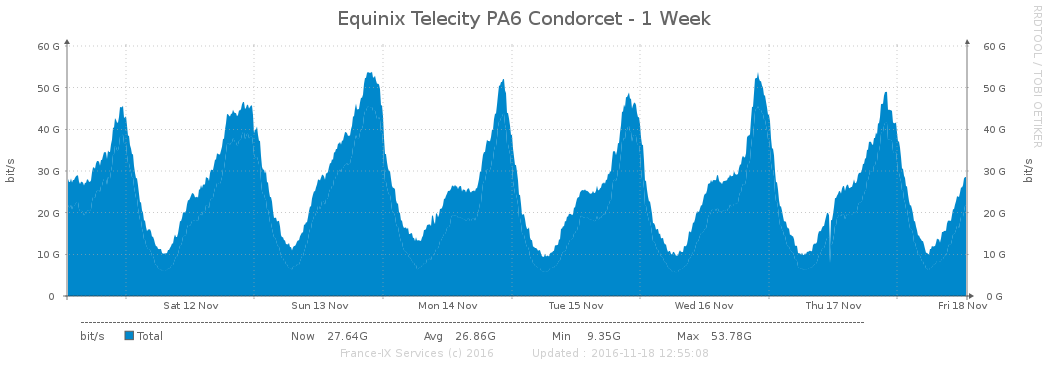 Equinix Telecity PA6 Condorcet - 1 Week
RRDTOOL / TOBI OETIKER
60 G 60 G
50 G 50 G
40 G 40 G
30 G 30 G
20 G 20 G
10 G 10 G
0 0 G
bit/s
bit/s
Sat 12 Nov Sun 13 Nov Mon 14 Nov Tue 15 Nov Wed 16 Nov Thu 17 Nov Fri 18 Nov
bit/s Total Now 27.64G Avg 26.86G Min 9.35G Max 53.78G
France-IX Services (c) 2016 Updated : 2016-11-18 12:55:08